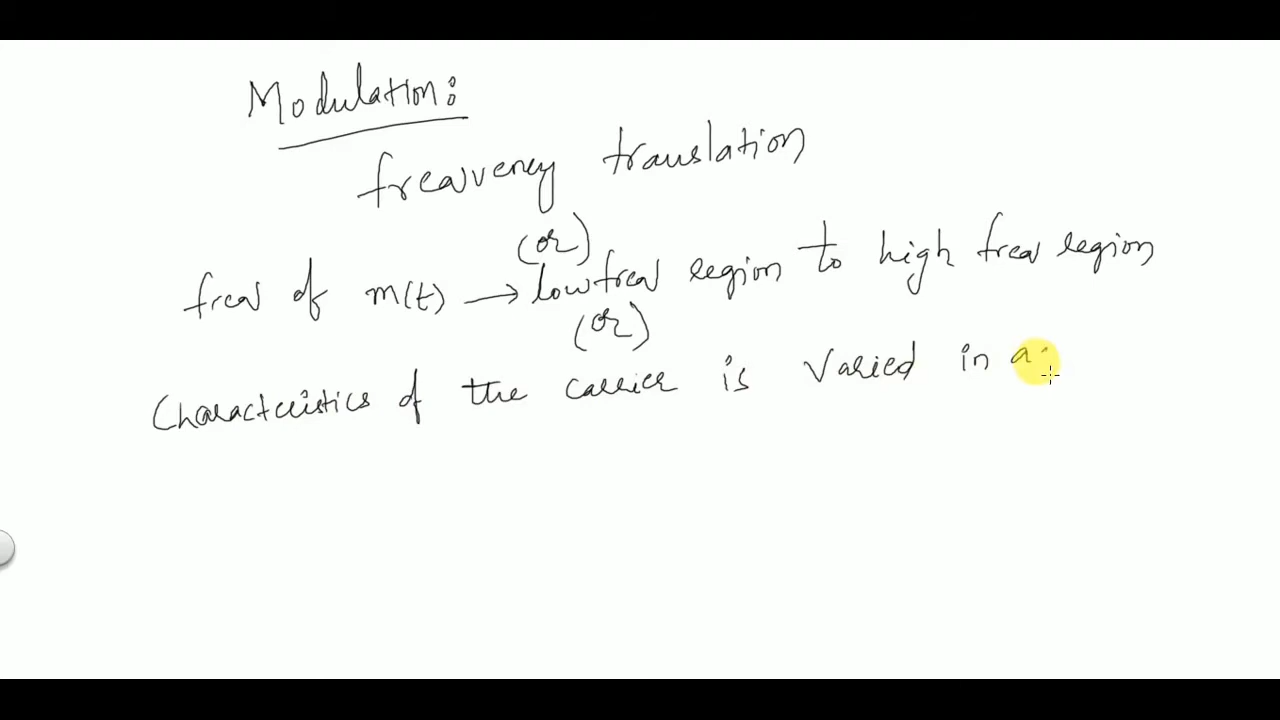 Modulation:
frequency translation
(or)
freq of m(t) → low freq region to high freq region
(or)
Characteristics of the carrier is varied in a